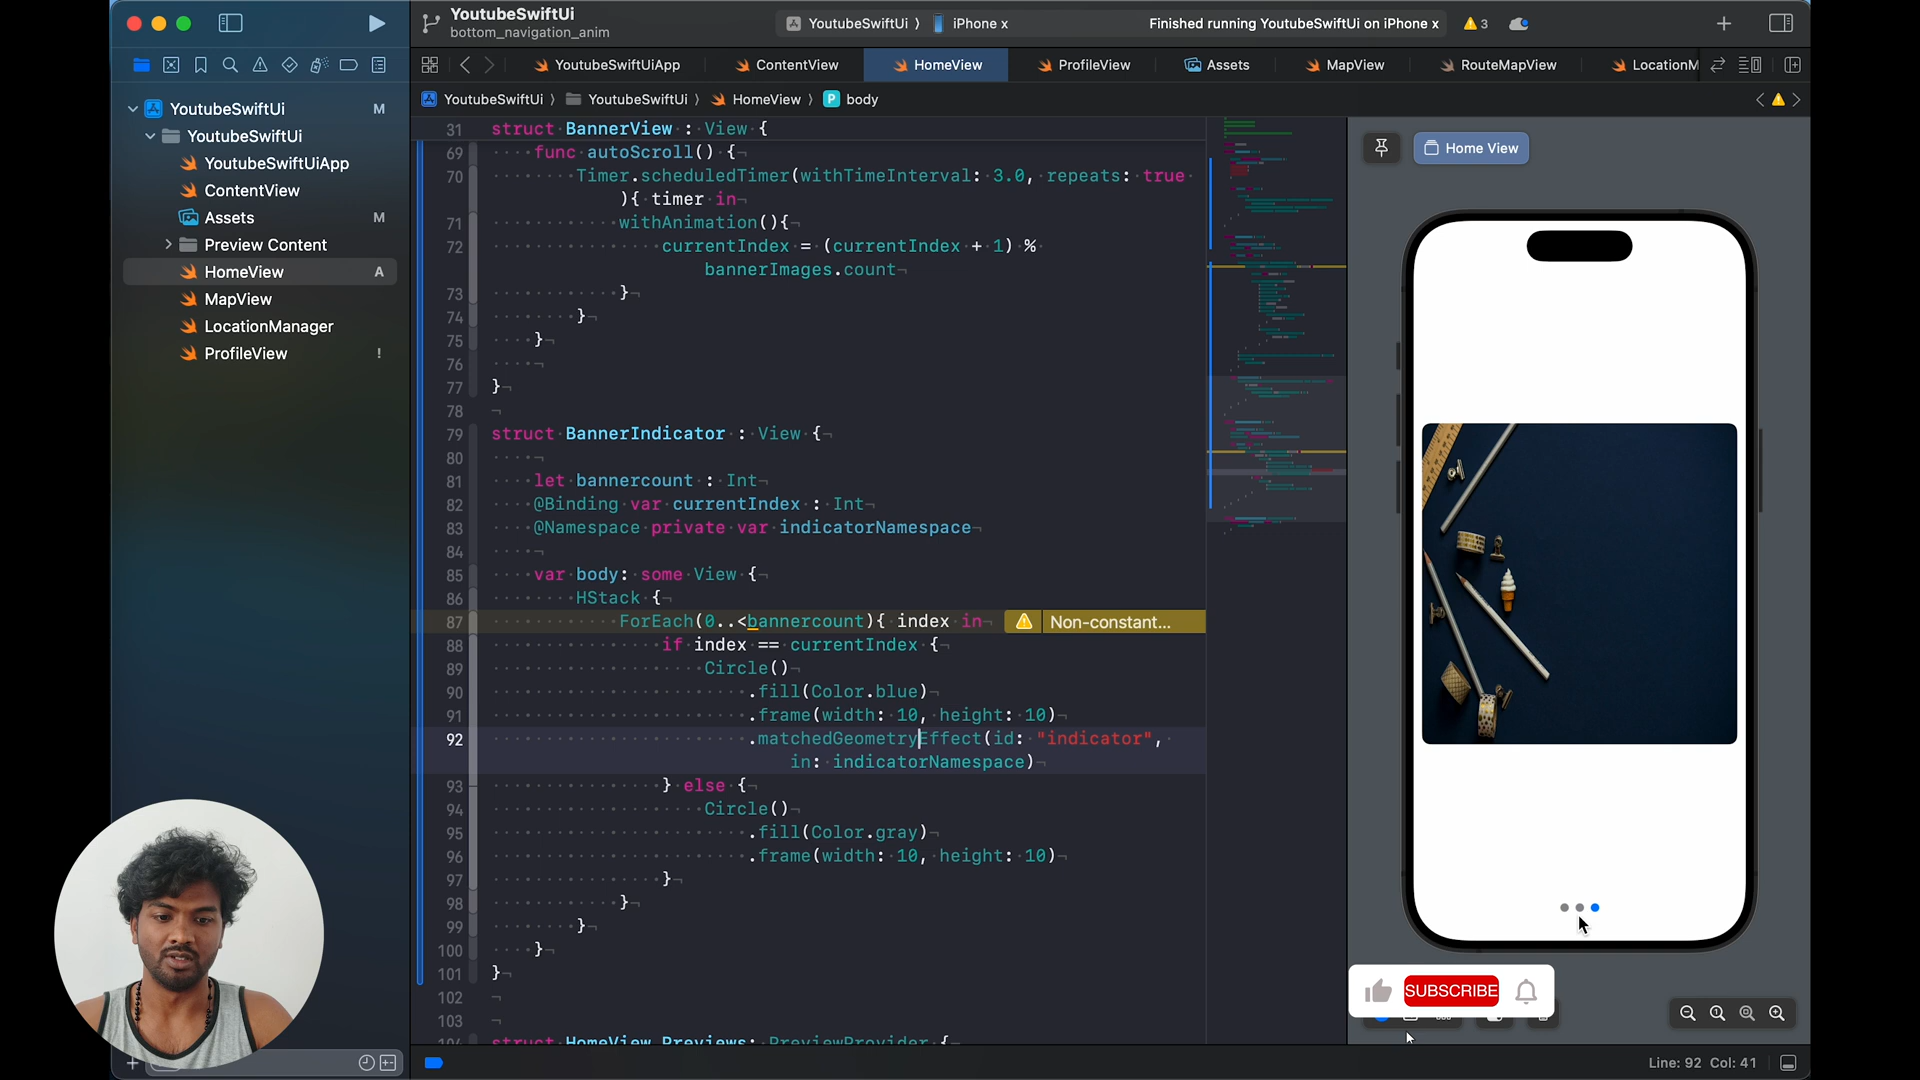 YoutubeSwiftUi
bottom_navigation_anim
YoutubeSwiftUi 〉 iPhone x
Finished running YoutubeSwiftUi on iPhone x
3
YoutubeSwiftUiApp
ContentView
HomeView
ProfileView
Assets
MapView
RouteMapView
LocationM
YoutubeSwiftUi 〉 YoutubeSwiftUi 〉 HomeView 〉 P body
YoutubeSwiftUi M
YoutubeSwiftUi
YoutubeSwiftUiApp
ContentView
Assets M
Preview Content
HomeView A
MapView
LocationManager
ProfileView !
31 struct BannerView : View {
69 func autoScroll() {
70 Timer.scheduledTimer(withTimeInterval: 3.0, repeats: true
){ timer in
71 withAnimation(){
72 currentIndex = (currentIndex + 1) %
bannerImages.count
73 }
74 }
75 }
76
77 }
78
79 struct BannerIndicator : View {
80
81 let bannercount : Int
82 @Binding var currentIndex : Int
83 @Namespace private var indicatorNamespace
84
85 var body: some View {
86 HStack {
87 ForEach(0..<bannercount){ index in Non-constant...
88 if index == currentIndex {
89 Circle()
90 .fill(Color.blue)
91 .frame(width: 10, height: 10)
92 .matchedGeometryEffect(id: "indicator",
in: indicatorNamespace)
93 } else {
94 Circle()
95 .fill(Color.gray)
96 .frame(width: 10, height: 10)
97 }
98 }
99 }
100 }
101 }
102
103
104 struct HomeView_Previews: PreviewProvider {
Home View
SUBSCRIBE
Line: 92 Col: 41